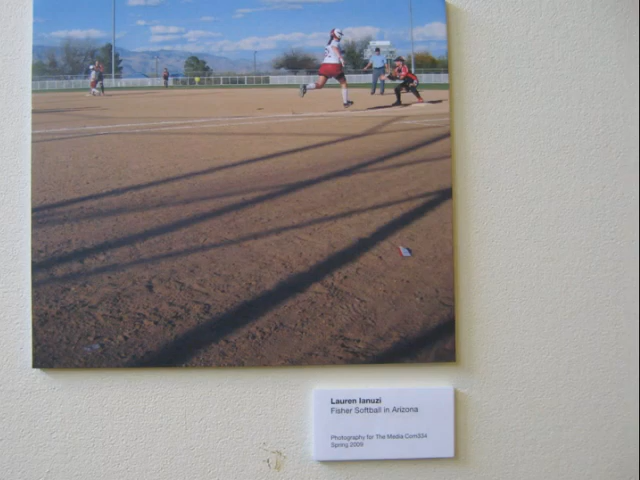 Lauren Ianuzi
Fisher Softball in Arizona
Photography for The Media Com334
Spring 2009